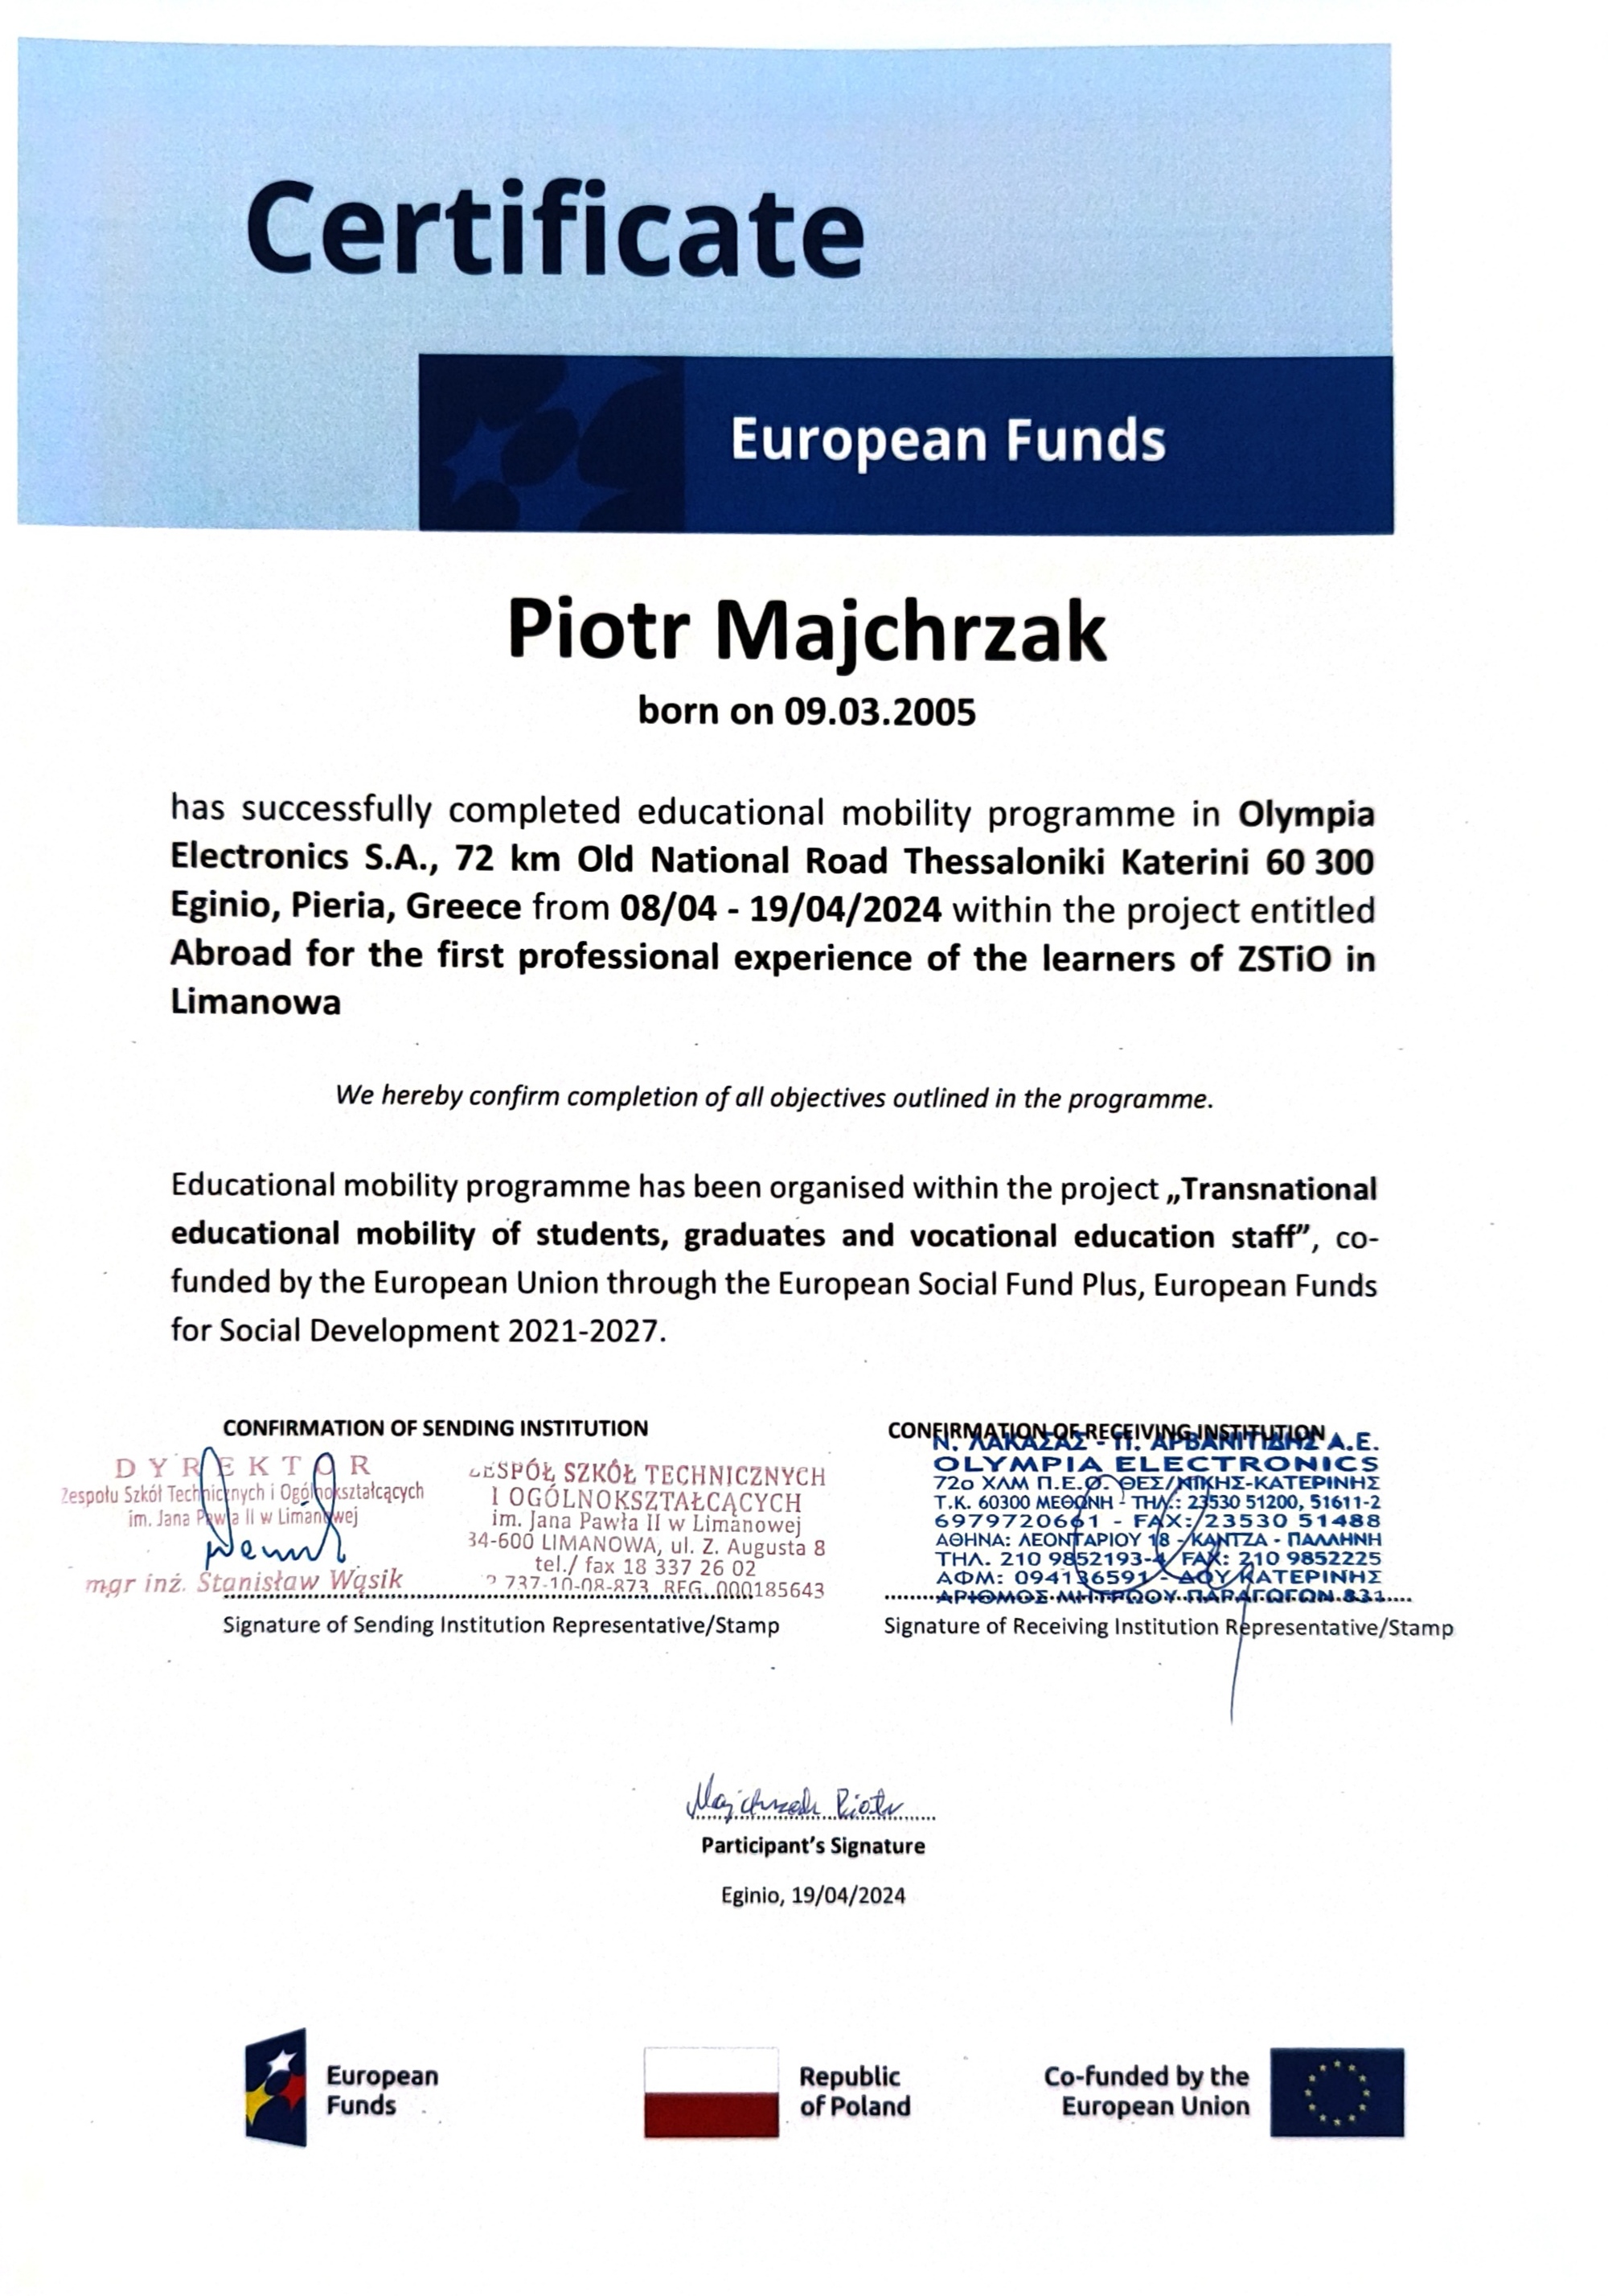 Certificate
European Funds
Piotr Majchrzak
born on 09.03.2005
has successfully completed educational mobility programme in Olympia
Electronics S.A., 72 km Old National Road Thessaloniki Katerini 60 300
Eginio, Pieria, Greece from 08/04 - 19/04/2024 within the project entitled
Abroad for the first professional experience of the learners of ZSTiO in
Limanowa
We hereby confirm completion of all objectives outlined in the programme.
Educational mobility programme has been organised within the project „Transnational
educational mobility of students, graduates and vocational education staff”, co-
funded by the European Union through the European Social Fund Plus, European Funds
for Social Development 2021-2027.
CONFIRMATION OF SENDING INSTITUTION
DYREKTOR
Zespołu Szkół Technicznych i Ogólnokształcących
im. Jana Pawła II w Limanowej
mgr inż. Stanisław Wąsik
ZESPÓŁ SZKÓŁ TECHNICZNYCH
I OGÓLNOKSZTAŁCĄCYCH
im. Jana Pawła II w Limanowej
34-600 LIMANOWA, ul. Z. Augusta 8
tel./ fax 18 337 26 02
737-10-08-873 REG. 000185643
Signature of Sending Institution Representative/Stamp
CONFIRMATION OF RECEIVING INSTITUTION
Ν. ΛΑΚΑΣΑΣ - Π. ΑΡΒΑΝΙΤΙΔΗΣ Α.Ε.
OLYMPIA ELECTRONICS
72ο ΧΛΜ Π.Ε.Ο. ΘΕΣ/ΝΙΚΗΣ-ΚΑΤΕΡΙΝΗΣ
Τ.Κ. 60300 ΜΕΘΩΝΗ - ΤΗΛ.: 23530 51200, 51611-2
6979720661 - FAX: 23530 51488
ΑΘΗΝΑ: ΛΕΟΝΤΑΡΙΟΥ 18 - ΚΑΝΤΖΑ - ΠΑΛΛΗΝΗ
ΤΗΛ. 210 9852193-4 FAX: 210 9852225
ΑΦΜ: 094136591 - ΔΟΥ ΚΑΤΕΡΙΝΗΣ
ΑΡΙΘΜΟΣ ΜΗΤΡΩΟΥ ΠΑΡΑΓΩΓΩΝ 831
Signature of Receiving Institution Representative/Stamp
Majchrzak Piotr
Participant’s Signature
Eginio, 19/04/2024
European
Funds
Republic
of Poland
Co-funded by the
European Union